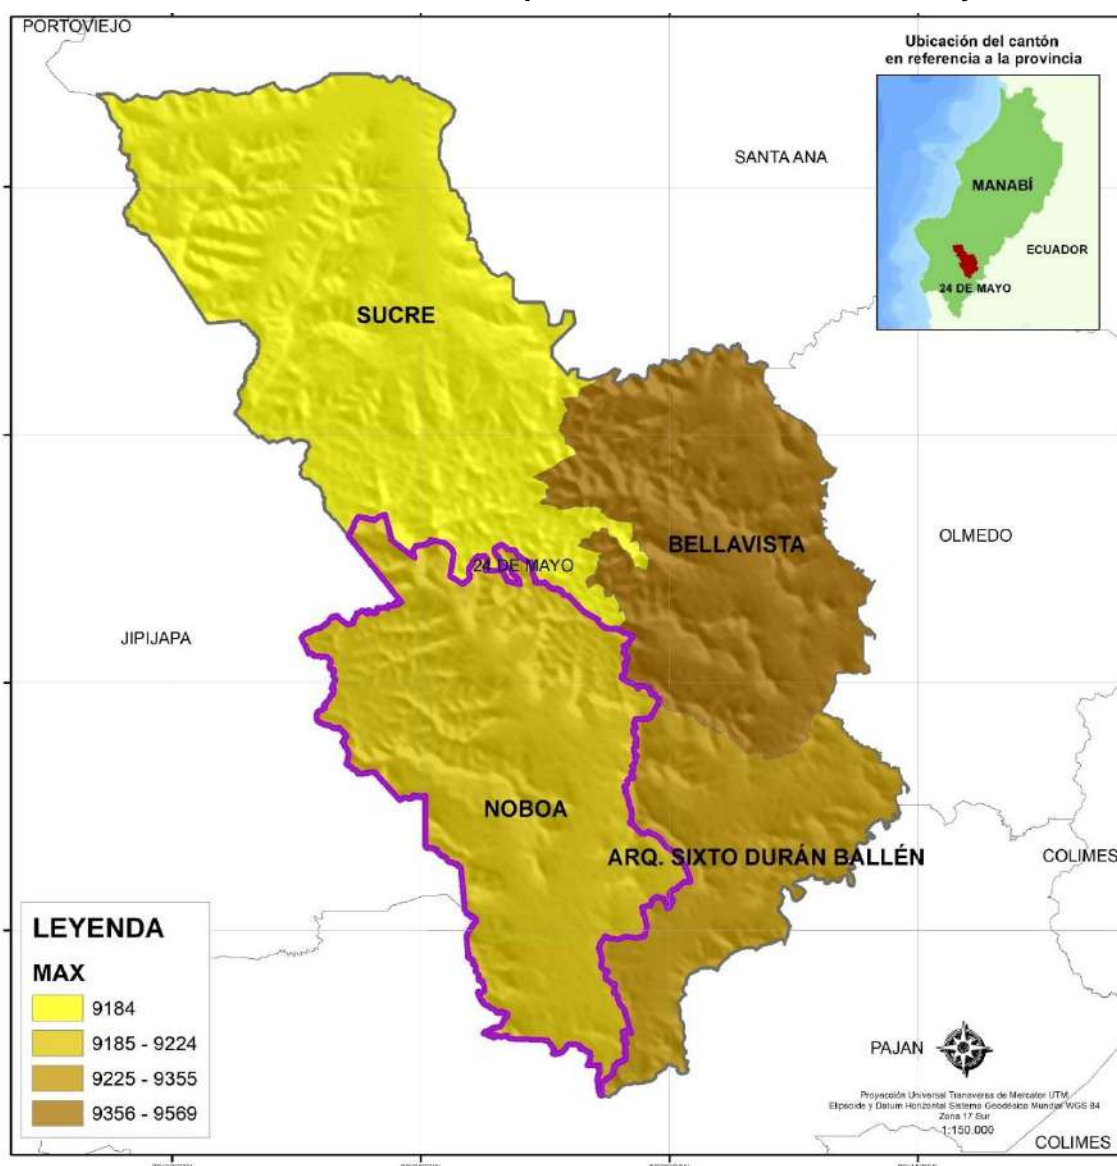 PORTOVIEJO
Ubicación del cantón
en referencia a la provincia
MANABÍ
ECUADOR
24 DE MAYO
SANTA ANA
SUCRE
BELLAVISTA
OLMEDO
24 DE MAYO
JIPIJAPA
NOBOA
ARQ. SIXTO DURÁN BALLÉN
COLIMES
LEYENDA
MAX
9184
9185 - 9224
9225 - 9355
9356 - 9569
PAJAN
Proyección Universal Transversa de Mercator UTM
Elipsoide y Datum Horizontal Sistema Geodésico Mundial WGS 84
Zona 17 Sur
1:150.000
COLIMES